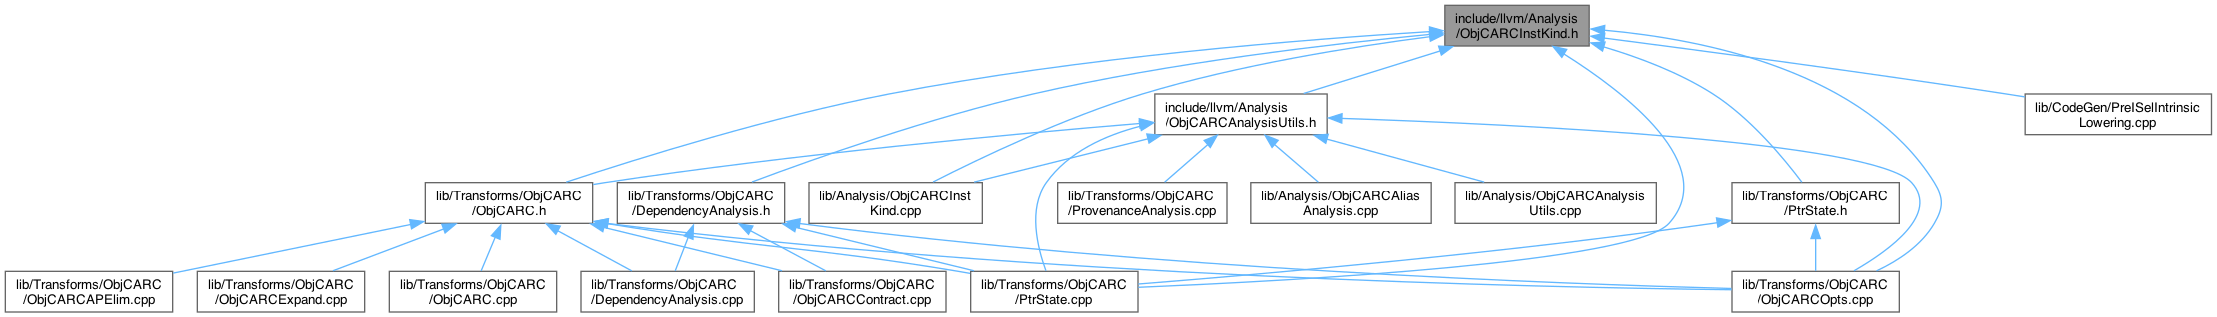 include/llvm/Analysis
/ObjCARCInstKind.h
include/llvm/Analysis
/ObjCARCAnalysisUtils.h
lib/CodeGen/PreISelIntrinsic
Lowering.cpp
lib/Transforms/ObjCARC
/ObjCARC.h
lib/Transforms/ObjCARC
/DependencyAnalysis.h
lib/Analysis/ObjCARCInst
Kind.cpp
lib/Transforms/ObjCARC
/ProvenanceAnalysis.cpp
lib/Analysis/ObjCARCAlias
Analysis.cpp
lib/Analysis/ObjCARCAnalysis
Utils.cpp
lib/Transforms/ObjCARC
/PtrState.h
lib/Transforms/ObjCARC
/ObjCARCAPElim.cpp
lib/Transforms/ObjCARC
/ObjCARCExpand.cpp
lib/Transforms/ObjCARC
/ObjCARC.cpp
lib/Transforms/ObjCARC
/DependencyAnalysis.cpp
lib/Transforms/ObjCARC
/ObjCARCContract.cpp
lib/Transforms/ObjCARC
/PtrState.cpp
lib/Transforms/ObjCARC
/ObjCARCOpts.cpp